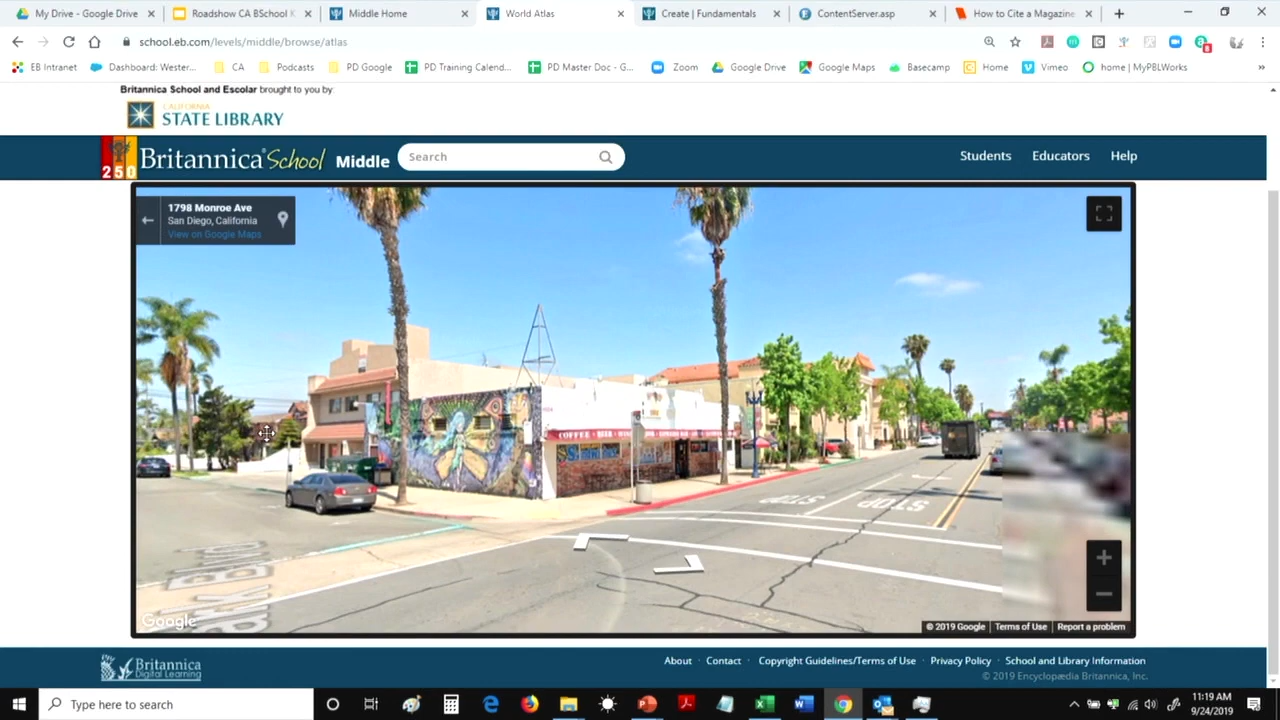 My Drive - Google Drive
Roadshow CA BSchool K
Middle Home
World Atlas
Create | Fundamentals
ContentServer.asp
How to Cite a Magazine
school.eb.com/levels/middle/browse/atlas
EB Intranet
Dashboard: Wester...
CA
Podcasts
PD Google
PD Training Calend...
PD Master Doc - G...
Zoom
Google Drive
Google Maps
Basecamp
Home
Vimeo
home | MyPBLWorks
»
Britannica School and Escolar brought to you by:
CALIFORNIA
STATE LIBRARY
250
Britannica School
Middle
Search
Students
Educators
Help
1798 Monroe Ave
San Diego, California
View on Google Maps
COFFEE
BEER
STOP
STOP
Google
© 2019 Google
Terms of Use
Report a problem
Britannica
Digital Learning
About
Contact
Copyright Guidelines/Terms of Use
Privacy Policy
School and Library Information
© 2019 Encyclopædia Britannica, Inc.
Type here to search
11:19 AM
9/24/2019